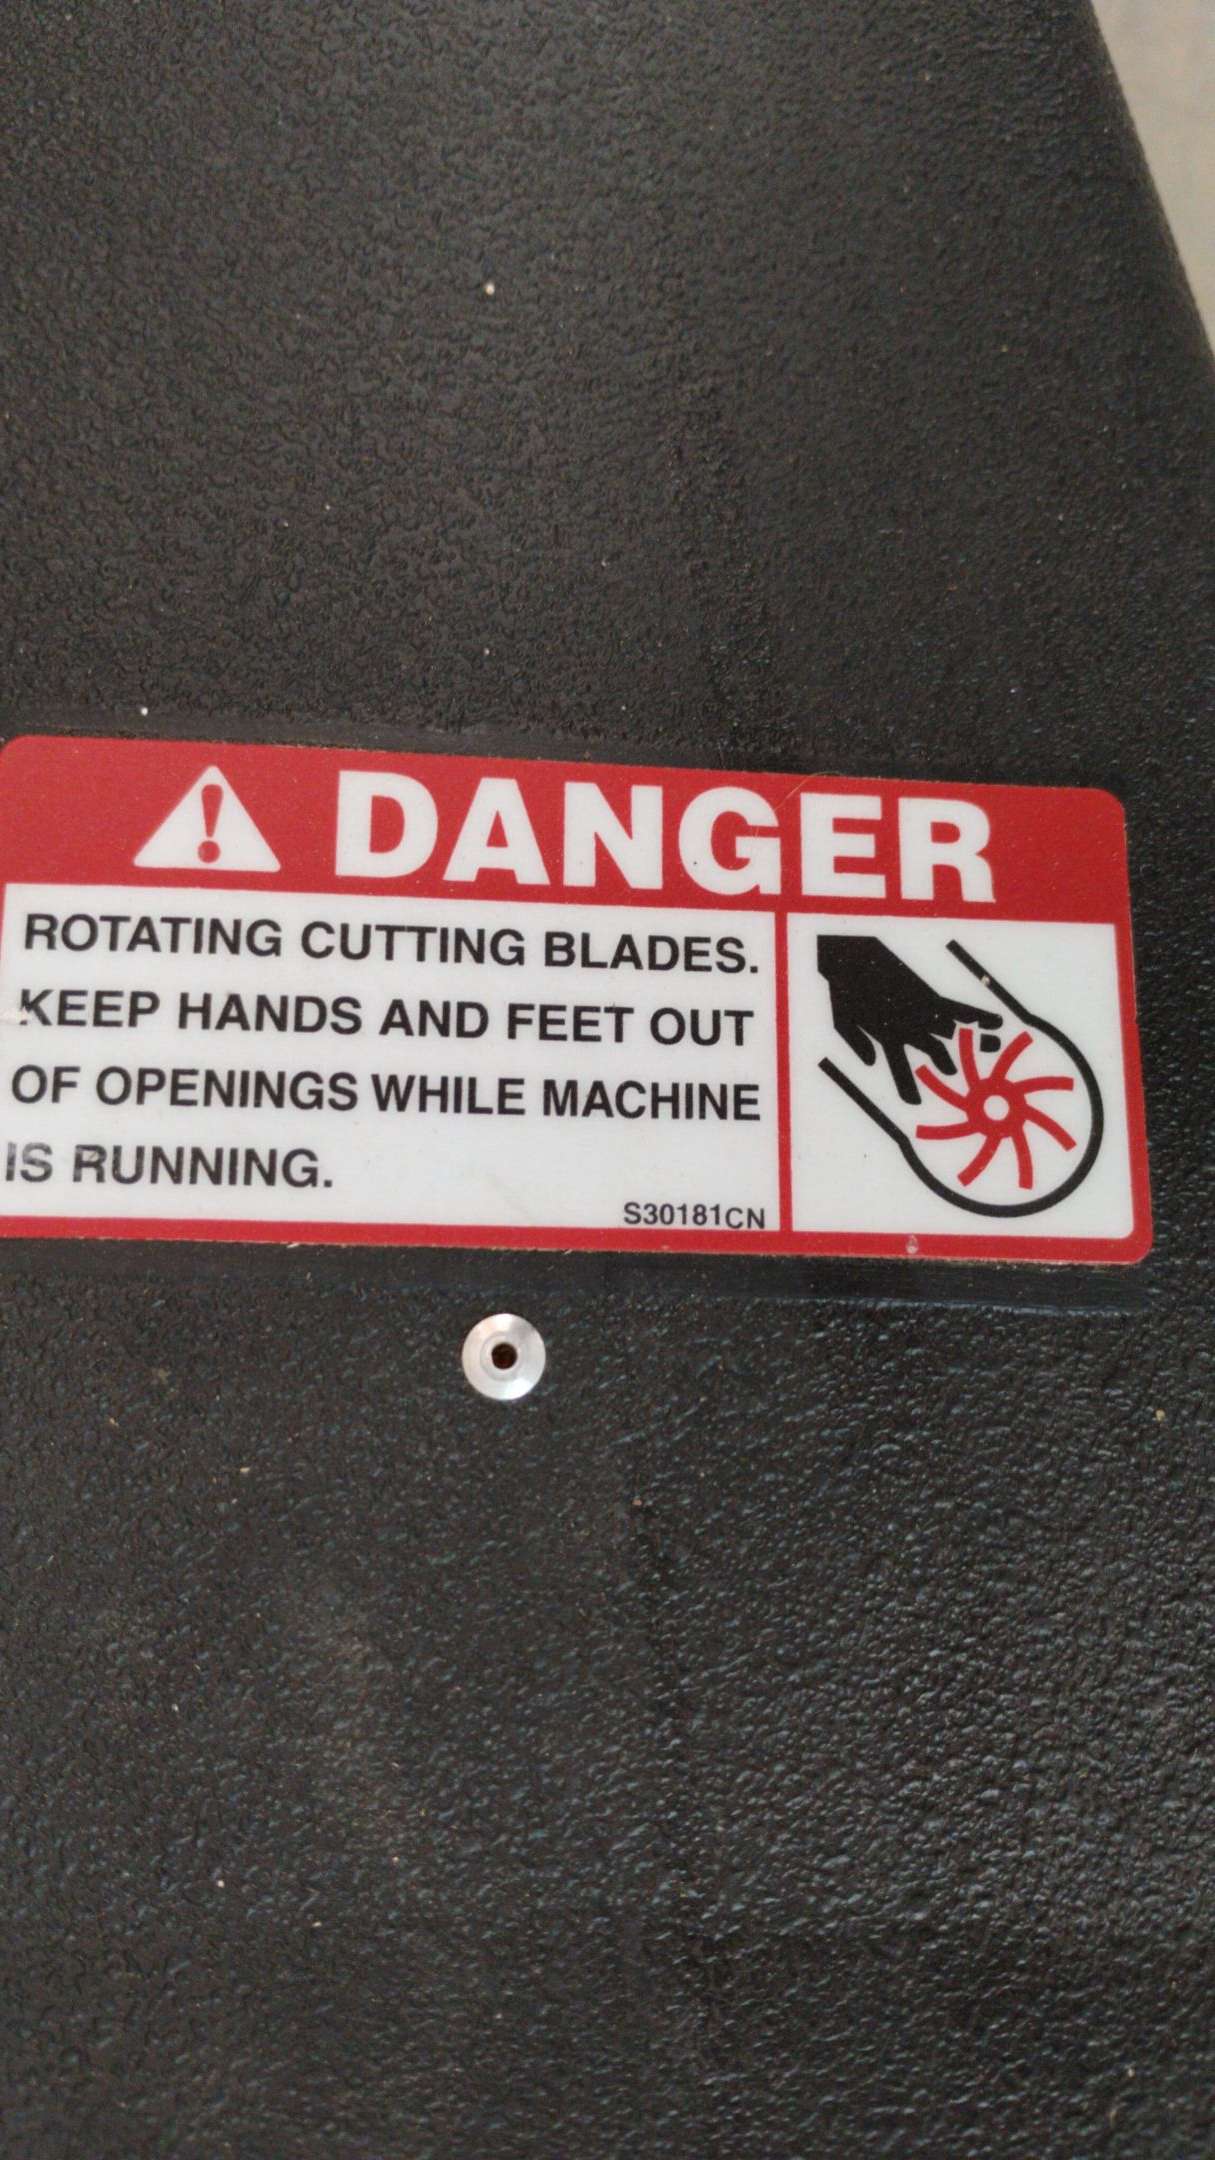 DANGER
ROTATING CUTTING BLADES.
KEEP HANDS AND FEET OUT
OF OPENINGS WHILE MACHINE
IS RUNNING.
S30181CN